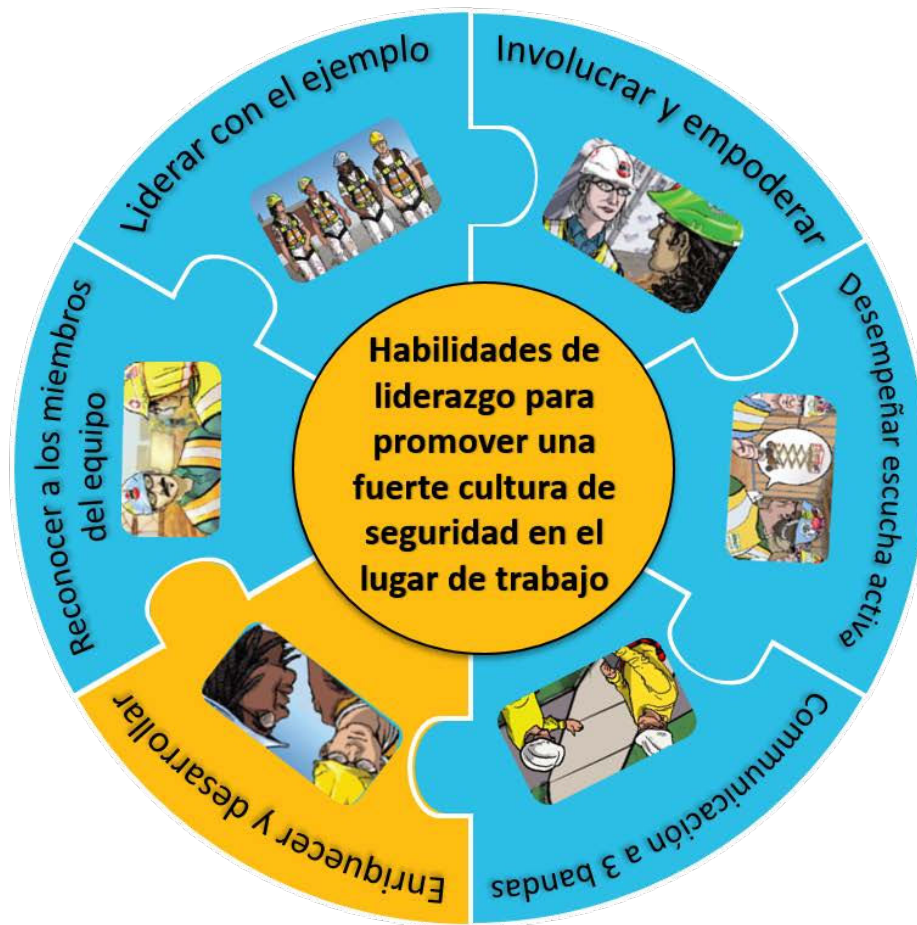 Liderar con el ejemplo
Involucrar y empoderar
Desempeñar escucha activa
Communicación a 3 bandas
Enriquecer y desarrollar
Reconocer a los miembros
del equipo
Habilidades de
liderazgo para
promover una
fuerte cultura de
seguridad en el
lugar de trabajo